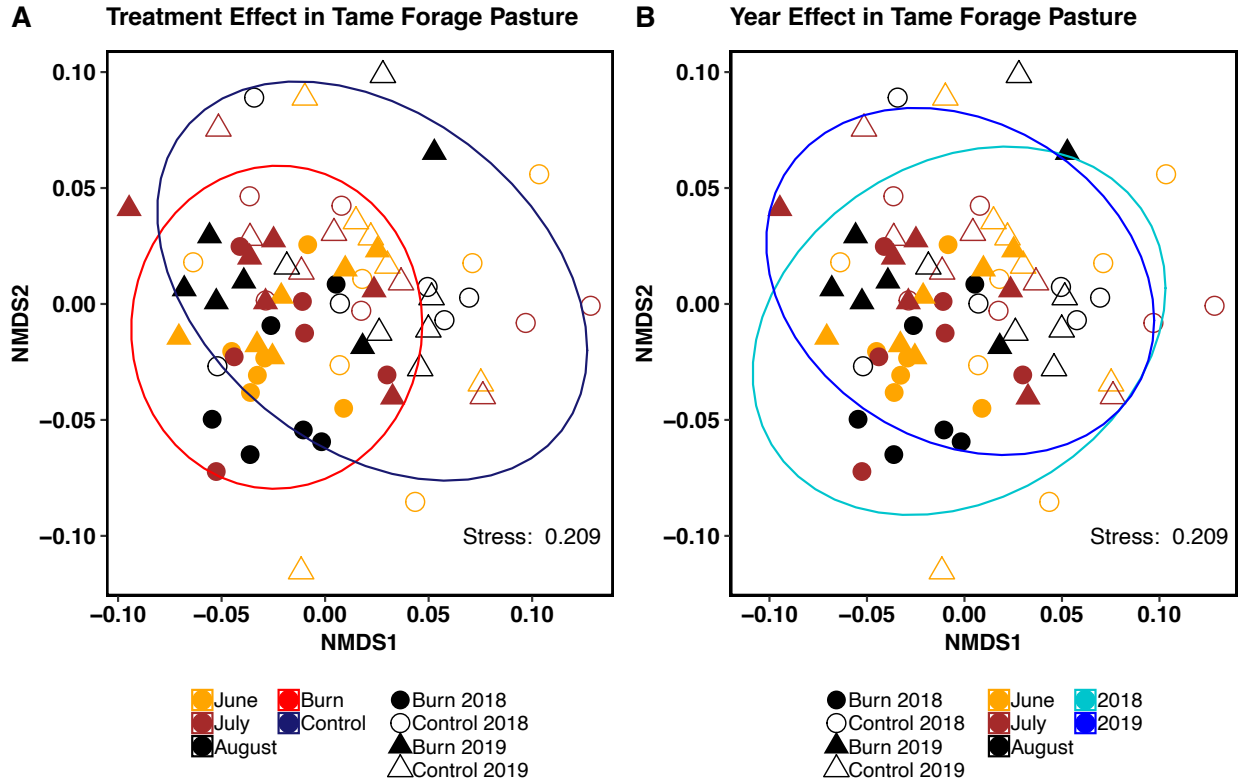 A Treatment Effect in Tame Forage Pasture
B Year Effect in Tame Forage Pasture
NMDS2
0.10
0.05
0.00
−0.05
−0.10
Stress: 0.209
−0.10 −0.05 0.00 0.05 0.10
NMDS1
NMDS2
0.10
0.05
0.00
−0.05
−0.10
Stress: 0.209
−0.10 −0.05 0.00 0.05 0.10
NMDS1
June
July
August
Burn
Control
Burn 2018
Control 2018
Burn 2019
Control 2019
Burn 2018
Control 2018
Burn 2019
Control 2019
June
July
August
2018
2019